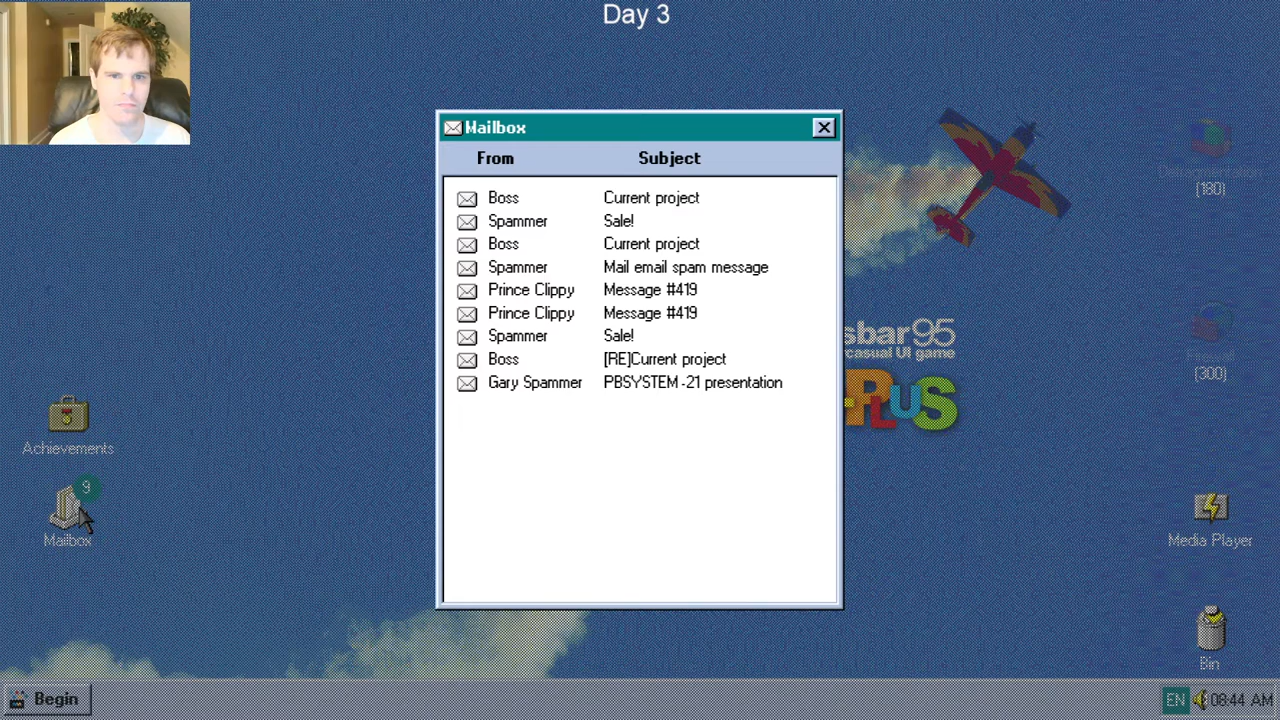 Day 3
Mailbox
From Subject
Boss Current project
Spammer Sale!
Boss Current project
Spammer Mail email spam message
Prince Clippy Message #419
Prince Clippy Message #419
Spammer Sale!
Boss [RE]Current project
Gary Spammer PBSYSTEM-21 presentation
(180)
sbar95
rcasual UI game
PLUS
(300)
Achievements
9
Mailbox
Media Player
Bin
Begin
EN 08:44 AM